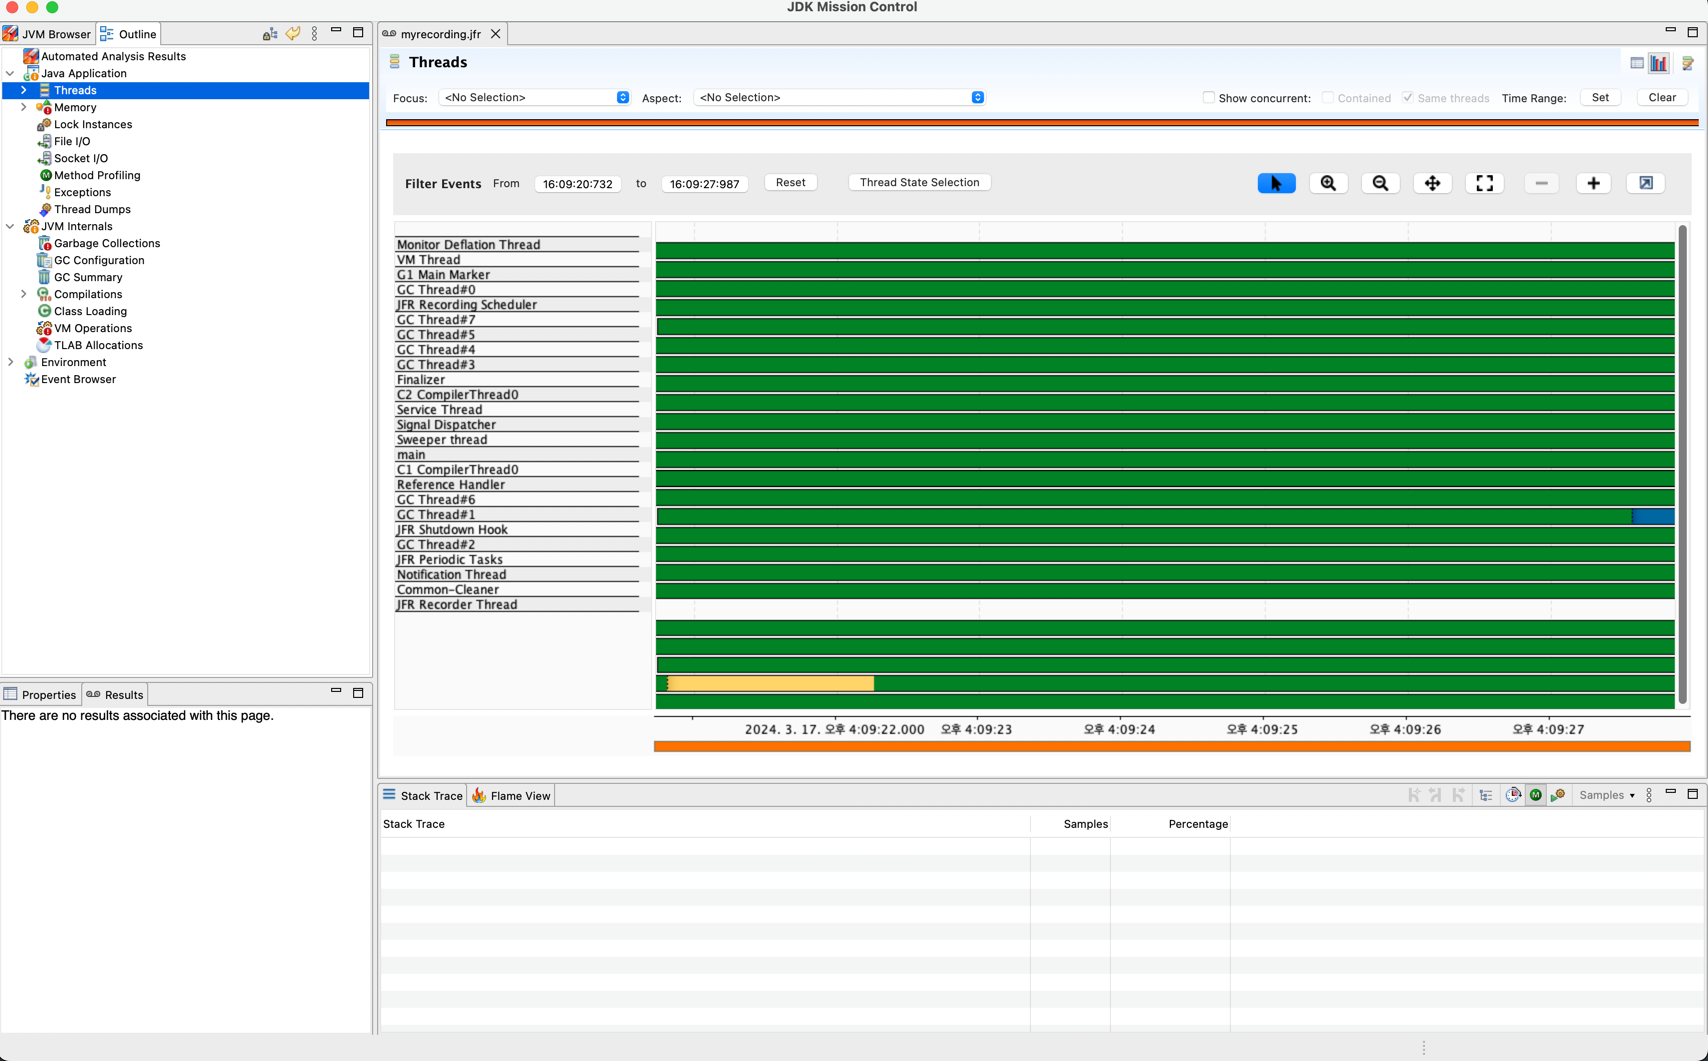 JDK Mission Control
JVM Browser
Outline
Automated Analysis Results
Java Application
Threads
Memory
Lock Instances
File I/O
Socket I/O
Method Profiling
Exceptions
Thread Dumps
JVM Internals
Garbage Collections
GC Configuration
GC Summary
Compilations
Class Loading
VM Operations
TLAB Allocations
Environment
Event Browser
Properties
Results
There are no results associated with this page.
myrecording.jfr
Threads
Focus: <No Selection> Aspect: <No Selection> Show concurrent: Contained Same threads Time Range: Set Clear
Filter Events From 16:09:20:732 to 16:09:27:987 Reset Thread State Selection
Monitor Deflation Thread
VM Thread
G1 Main Marker
GC Thread#0
JFR Recording Scheduler
GC Thread#7
GC Thread#5
GC Thread#4
GC Thread#3
Finalizer
C2 CompilerThread0
Service Thread
Signal Dispatcher
Sweeper thread
main
C1 CompilerThread0
Reference Handler
GC Thread#6
GC Thread#1
JFR Shutdown Hook
GC Thread#2
JFR Periodic Tasks
Notification Thread
Common-Cleaner
JFR Recorder Thread
2024. 3. 17. 오후 4:09:22.000 오후 4:09:23 오후 4:09:24 오후 4:09:25 오후 4:09:26 오후 4:09:27
Stack Trace
Flame View
Samples
Stack Trace Samples Percentage